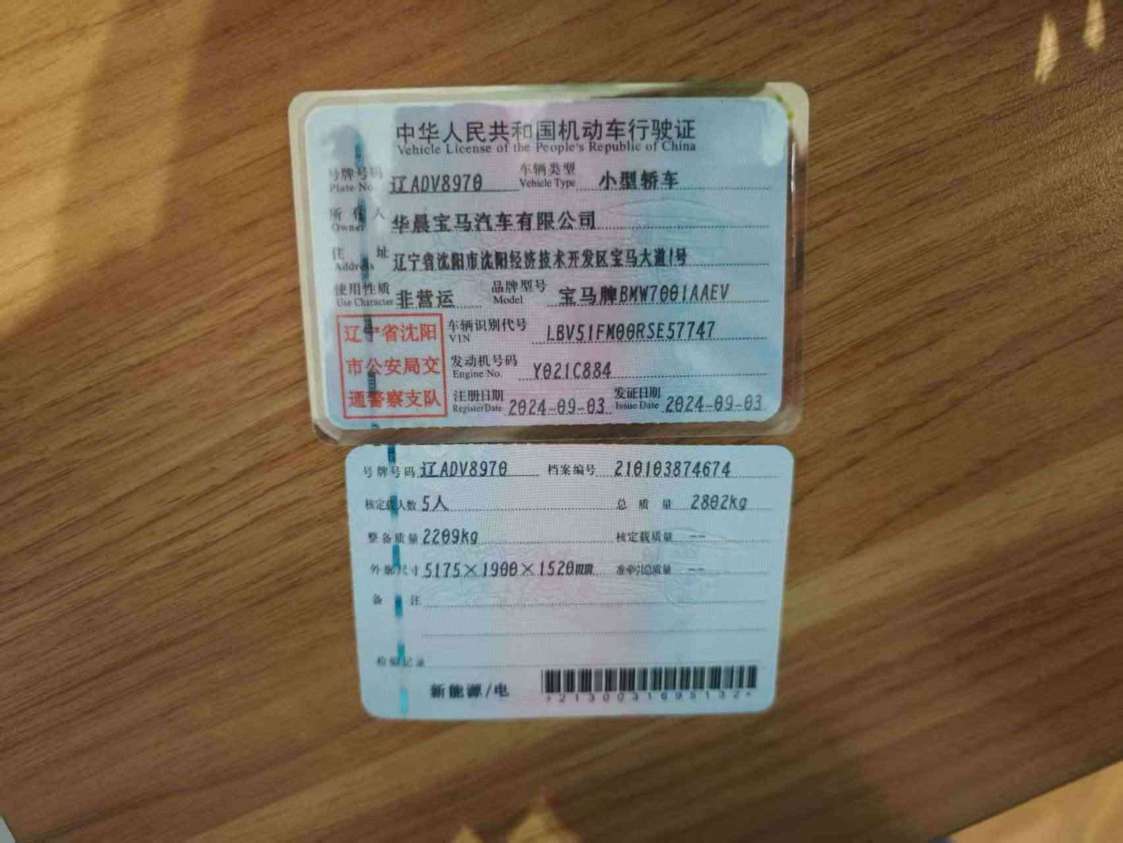 中华人民共和国机动车行驶证
Vehicle License of the People's Republic of China
号牌号码 辽ADV8970 车辆类型 小型轿车
Plate No. Vehicle Type
所有人 华晨宝马汽车有限公司
Owner
住址 辽宁省沈阳市沈阳经济技术开发区宝马大道1号
Address
使用性质 非营运 品牌型号 宝马牌BMW7001AAEV
Use Character Model
辽宁省沈阳
市公安局交
通警察支队
车辆识别代号 LBV51FM00RSE57747
VIN
发动机号码 Y021C884
Engine No.
注册日期 2024-09-03 发证日期 2024-09-03
Register Date Issue Date
号牌号码 辽ADV8970 档案编号 210103874674
核定载人数 5人 总质量 2802kg
整备质量 2209kg 核定载质量 --
外廓尺寸 5175×1900×1520mm 准牵引总质量 --
备注
检验记录
新能源/电